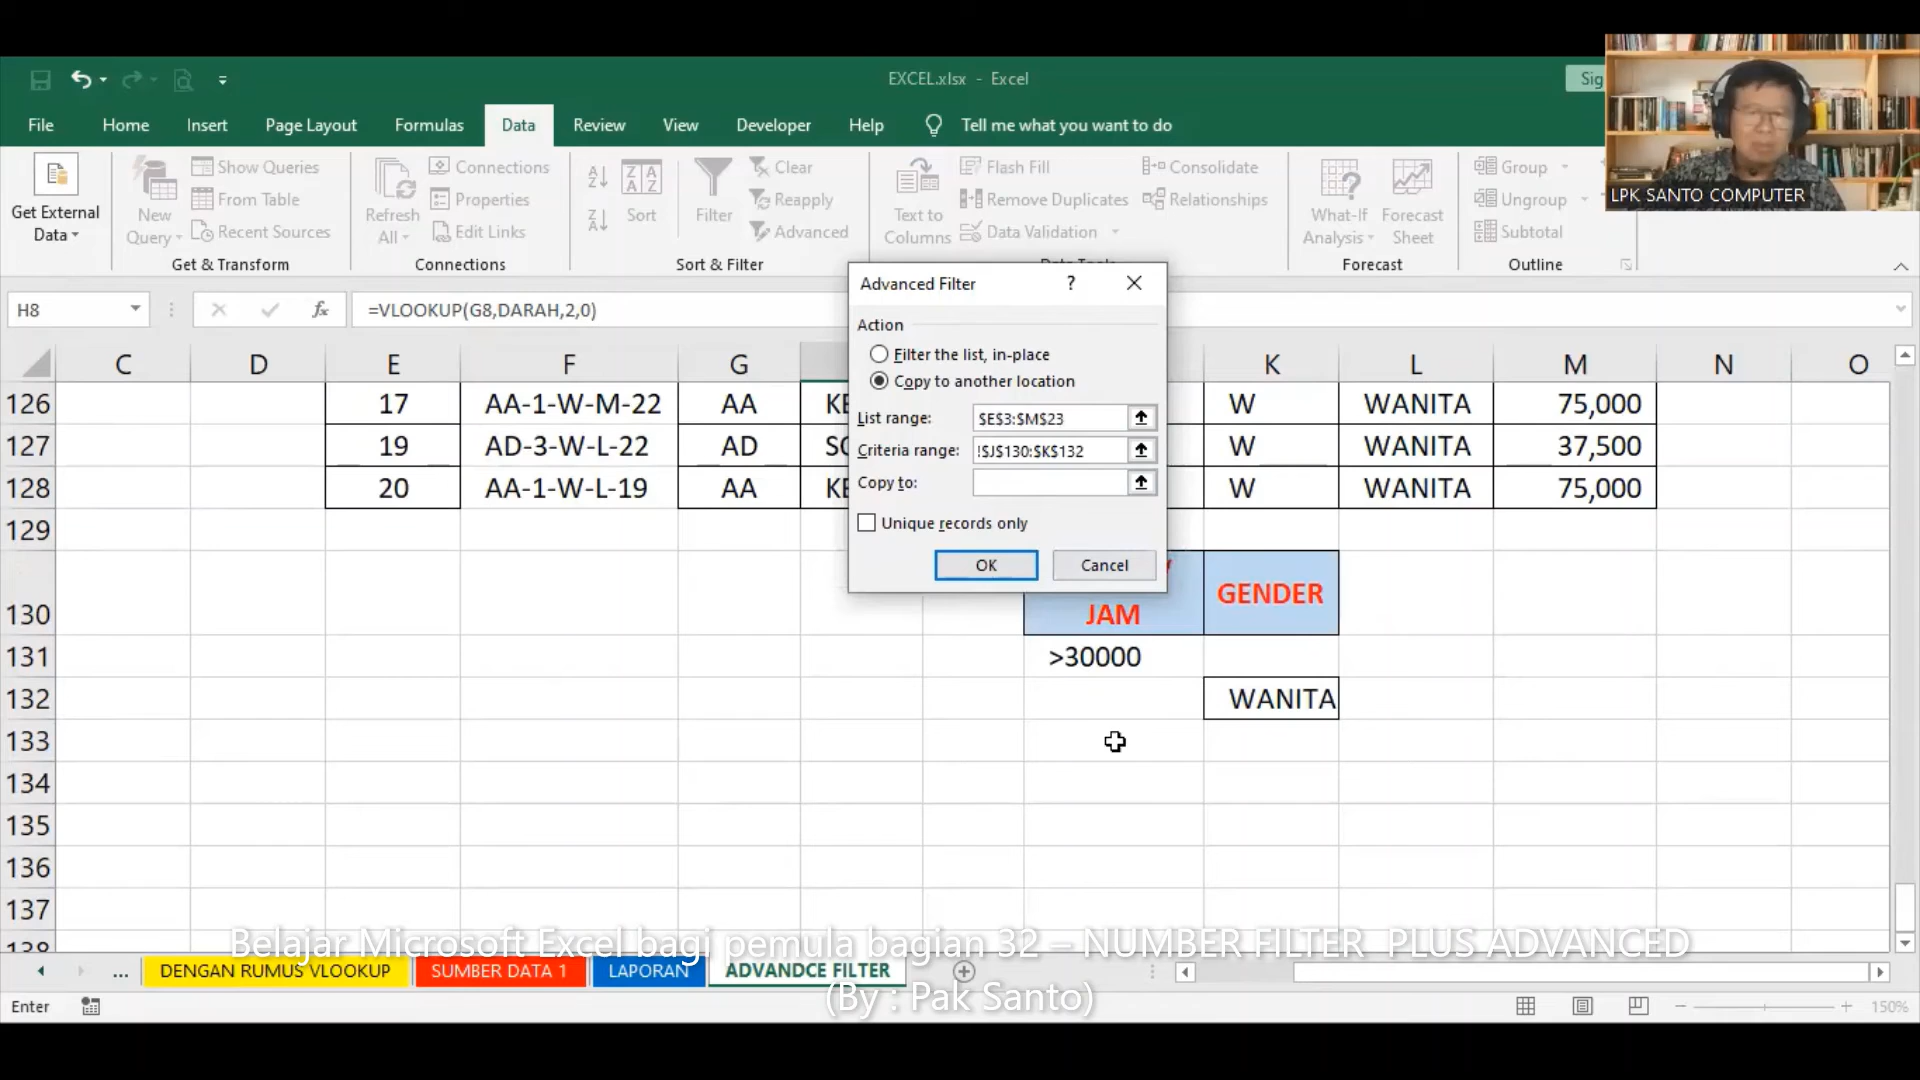 EXCEL.xlsx - Excel
Sig
File Home Insert Page Layout Formulas Data Review View Developer Help Tell me what you want to do
LPK SANTO COMPUTER
Get External Data
New Query
Show Queries
From Table
Recent Sources
Get & Transform
Refresh All
Connections
Properties
Edit Links
Connections
Sort
Filter
Clear
Reapply
Advanced
Sort & Filter
Text to Columns
Flash Fill
Remove Duplicates
Data Validation
Consolidate
Relationships
Data Tools
What-If Analysis
Forecast Sheet
Forecast
Group
Ungroup
Subtotal
Outline
H8 fx =VLOOKUP(G8,DARAH,2,0)
Advanced Filter ?
Action
Filter the list, in-place
Copy to another location
List range: $E$3:$M$23
Criteria range: !$J$130:$K$132
Copy to:
Unique records only
OK Cancel
C D E F G K L M N O
126 17 AA-1-W-M-22 AA W WANITA 75,000
127 19 AD-3-W-L-22 AD W WANITA 37,500
128 20 AA-1-W-L-19 AA W WANITA 75,000
129
130 JAM GENDER
131 >30000
132 WANITA
133
134
135
136
137
138
Belajar Microsoft Excel bagi pemula bagian 32 – NUMBER FILTER PLUS ADVANCED
(By : Pak Santo)
... DENGAN RUMUS VLOOKUP SUMBER DATA 1 LAPORAN ADVANDCE FILTER
Enter 150%